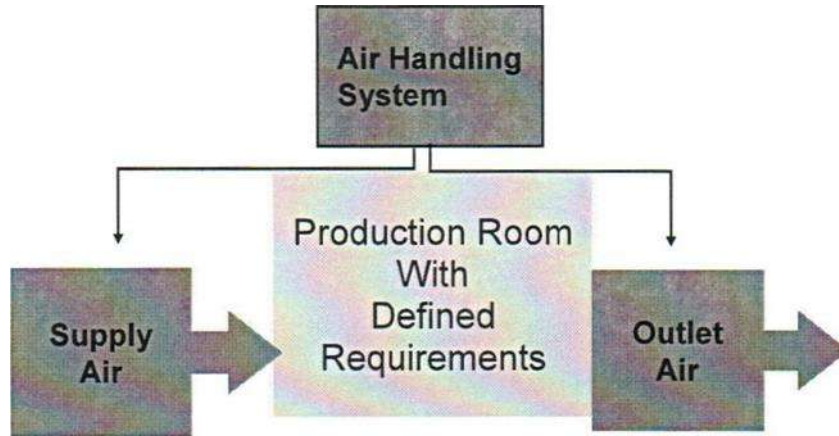 Air Handling
System
Production Room
With
Defined
Requirements
Supply
Air
Outlet
Air